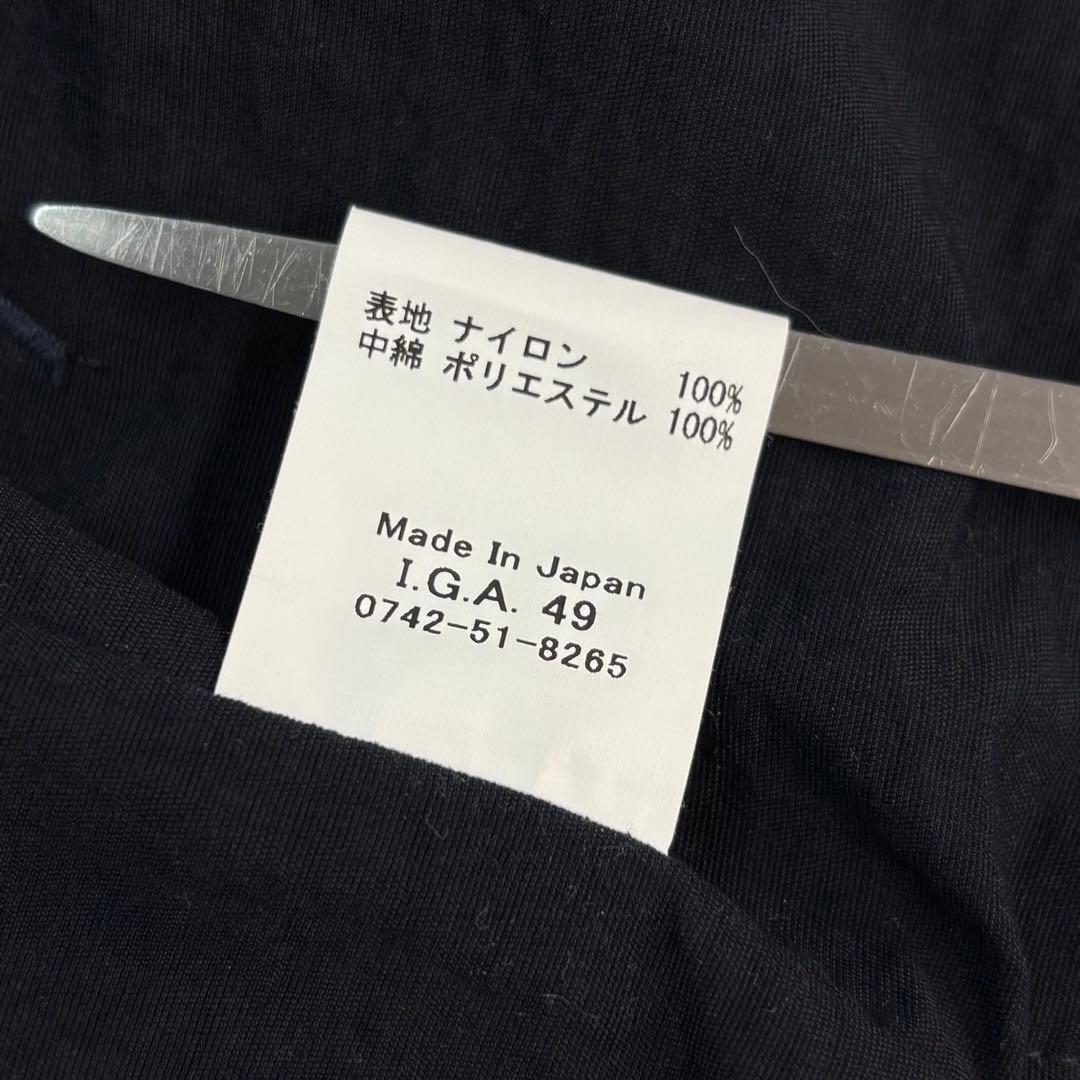 表地 ナイロン 100%
中綿 ポリエステル 100%
Made In Japan
I.G.A. 49
0742-51-8265